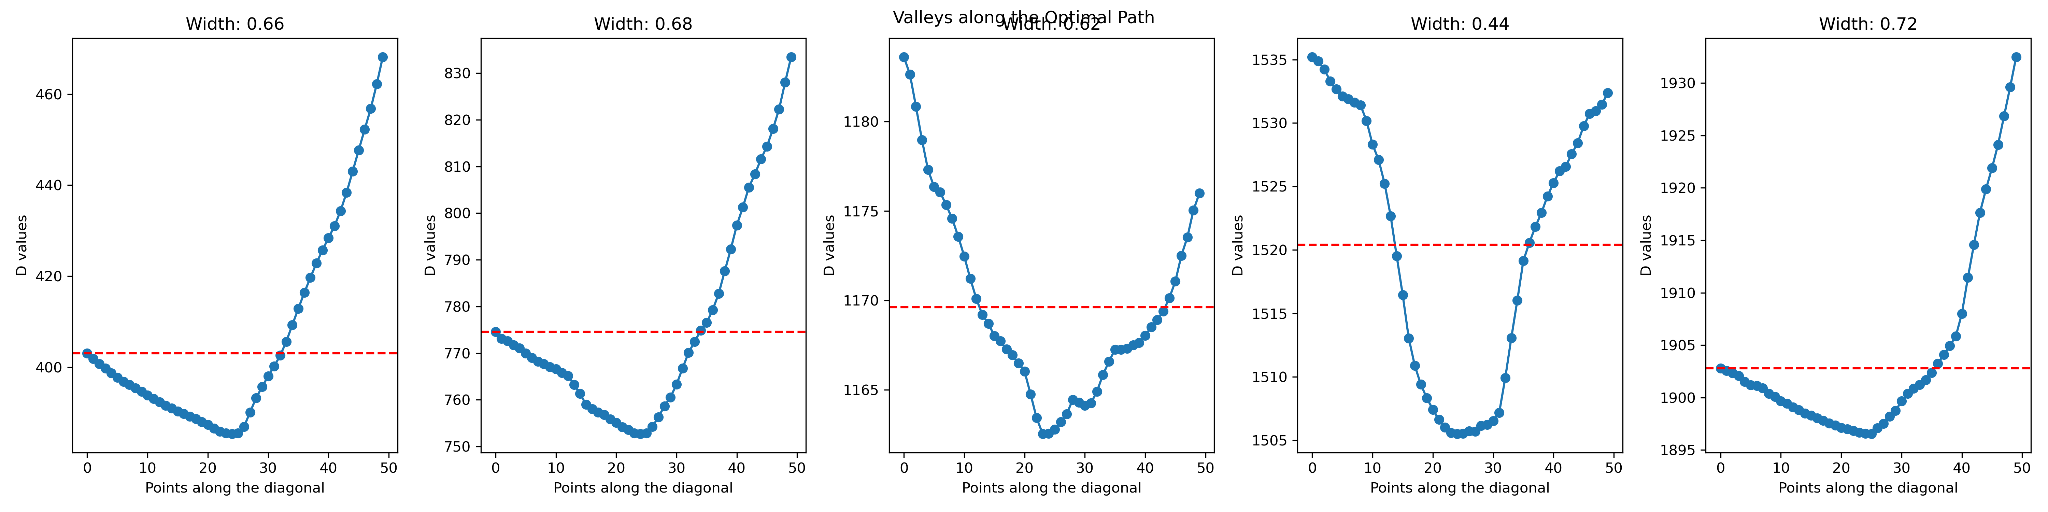 Valleys along the Optimal Path
Width: 0.66
Width: 0.68
Width: 0.62
Width: 0.44
Width: 0.72
D values
460
440
420
400
0 10 20 30 40 50
Points along the diagonal
D values
830
820
810
800
790
780
770
760
750
0 10 20 30 40 50
Points along the diagonal
D values
1180
1175
1170
1165
0 10 20 30 40 50
Points along the diagonal
D values
1535
1530
1525
1520
1515
1510
1505
0 10 20 30 40 50
Points along the diagonal
D values
1930
1925
1920
1915
1910
1905
1900
1895
0 10 20 30 40 50
Points along the diagonal